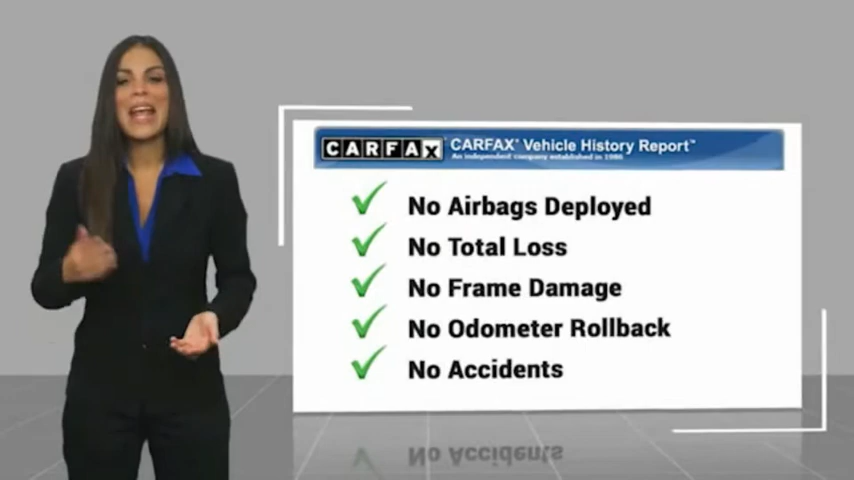 CARFAX CARFAX® Vehicle History Report™
An independent company established in 1986
No Airbags Deployed
No Total Loss
No Frame Damage
No Odometer Rollback
No Accidents
No Accidents